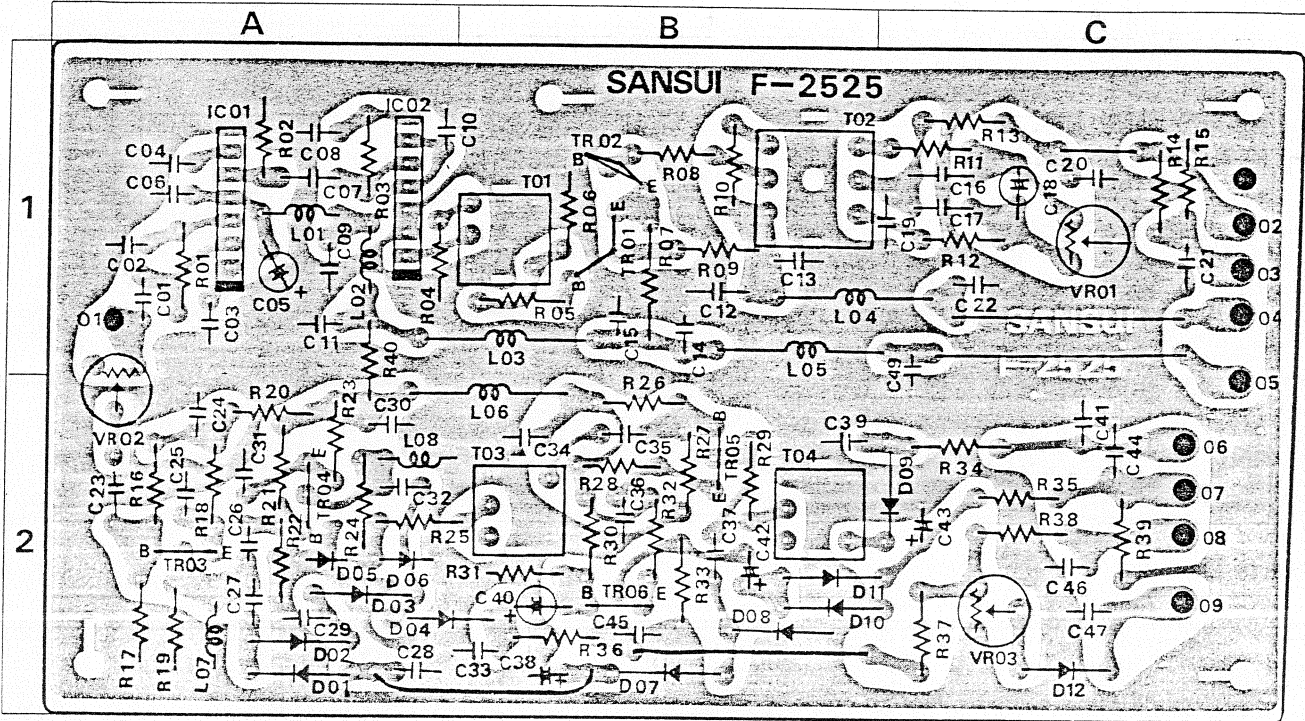 A B C
SANSUI F-2525
IC01 R02 C08 IC02 C10 TR02 T02 R13
C04 B R08 R11 C20 R14 R15
C06 C07 R03 T01 R06 E R10 C16 C18
1 L01 C09 E TR01 R07 C19 C17 02
C02 R01 R09 C13 R12 C21 03
C01 C05 + L02 R04 B C12 C22 VR01
01 C03 C11 R05 C15 L04 04
SANSUI
R40 L03 C14 L05 C49
05
R20 R23 C30 L06 R26 B C39 C41
VR02 C24 C31 E L08 T03 C34 C35 R27 TR05 R29 T04 R34 C44 06
C23 R16 C25 R18 R21 TR04 C32 R28 C36 R32 E D09 R35 07
2 C26 R22 B R24 R25 R30 C37 C42 + C43 R38 R39 08
B TR03 E D05 D06 R31 + D11 C46
C27 D03 C40 B TR06 E R33 D10 09
R17 R19 L07 C29 D04 + C45 D08 R37 C47
D02 C28 C33 C38 R36 VR03
D01 + D07 D12